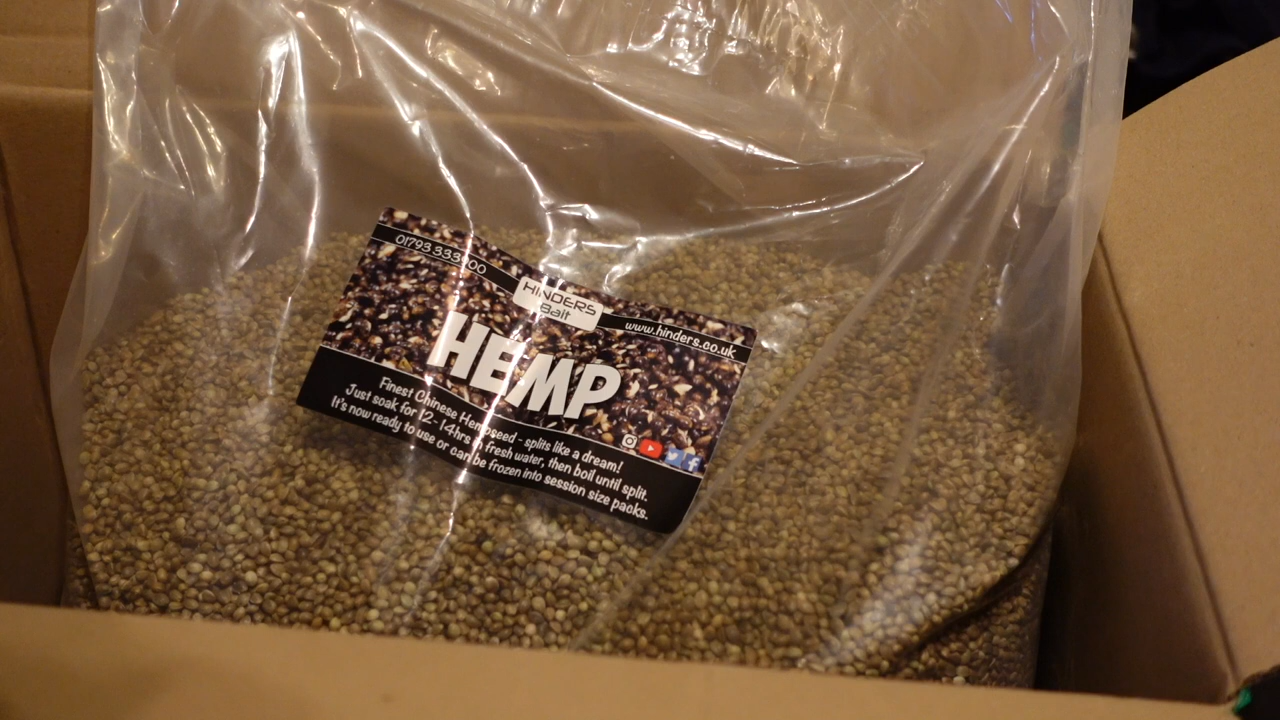 01793 333900
HINDERS
Bait
www.hinders.co.uk
HEMP
Finest Chinese Hempseed - splits like a dream!
Just soak for 12-14hrs in fresh water, then boil until split.
It's now ready to use or can be frozen into session size packs.